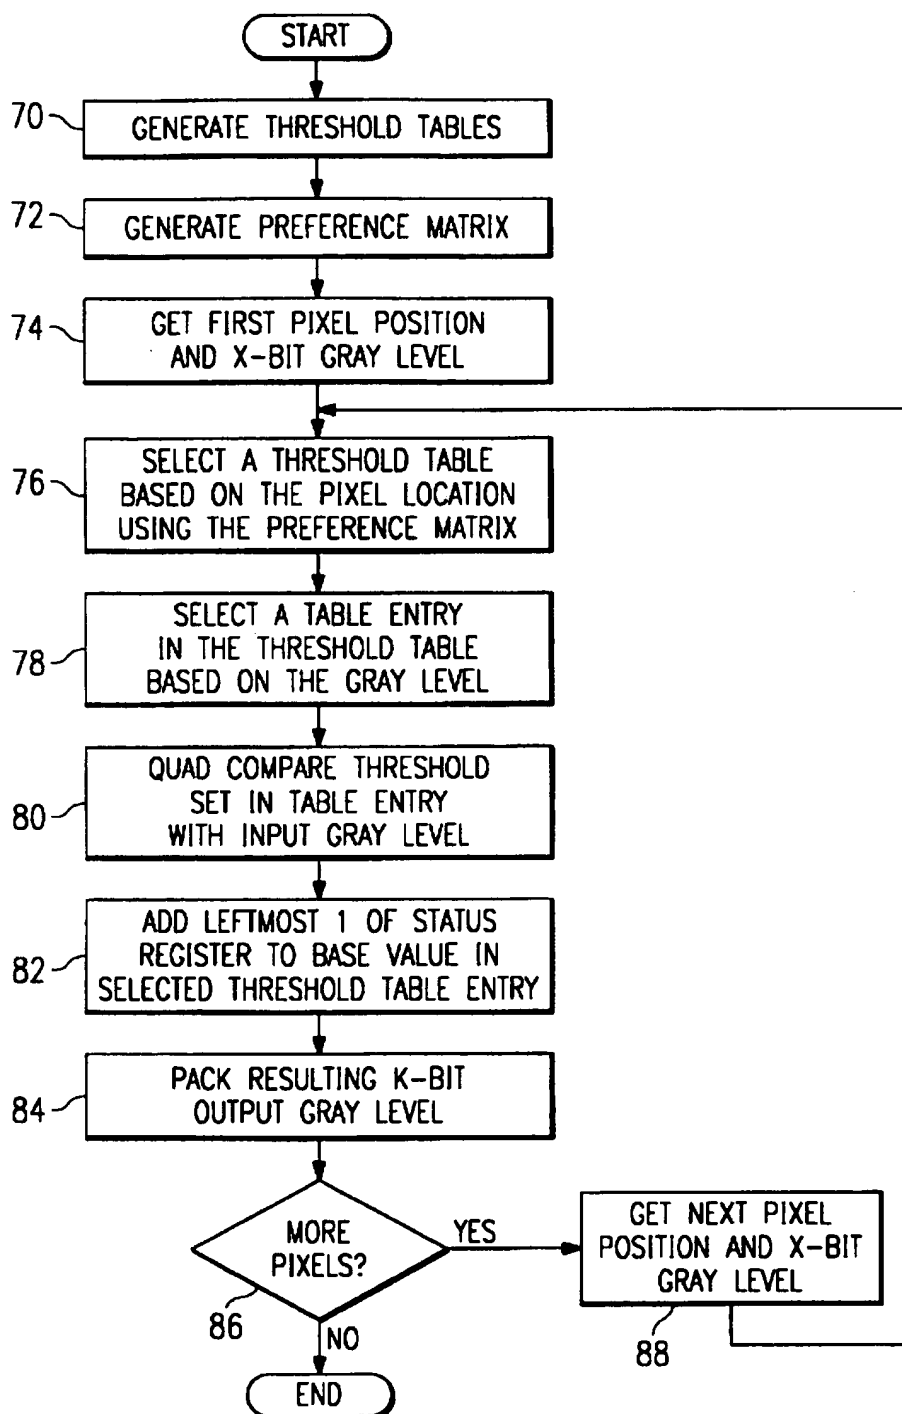 START
70
GENERATE THRESHOLD TABLES
72
GENERATE PREFERENCE MATRIX
74
GET FIRST PIXEL POSITION
AND X-BIT GRAY LEVEL
76
SELECT A THRESHOLD TABLE
BASED ON THE PIXEL LOCATION
USING THE PREFERENCE MATRIX
78
SELECT A TABLE ENTRY
IN THE THRESHOLD TABLE
BASED ON THE GRAY LEVEL
80
QUAD COMPARE THRESHOLD
SET IN TABLE ENTRY
WITH INPUT GRAY LEVEL
82
ADD LEFTMOST 1 OF STATUS
REGISTER TO BASE VALUE IN
SELECTED THRESHOLD TABLE ENTRY
84
PACK RESULTING K-BIT
OUTPUT GRAY LEVEL
MORE
PIXELS?
86
YES
GET NEXT PIXEL
POSITION AND X-BIT
GRAY LEVEL
88
NO
END